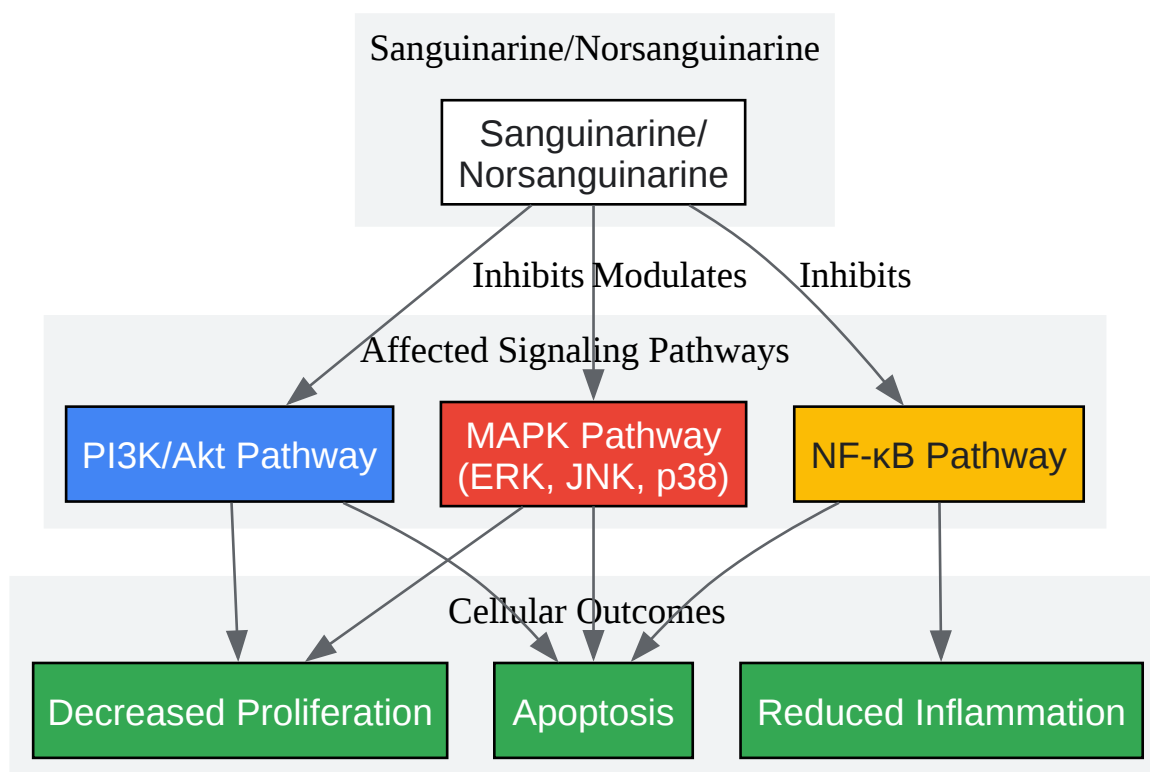 Sanguinarine/Norsanguinarine
Sanguinarine/
Norsanguinarine
Inhibits
Modulates
Inhibits
Affected Signaling Pathways
PI3K/Akt Pathway
MAPK Pathway
(ERK, JNK, p38)
NF-κB Pathway
Cellular Outcomes
Decreased Proliferation
Apoptosis
Reduced Inflammation